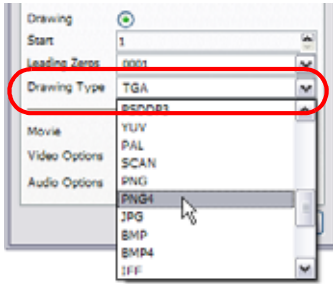 Drawing
Start 1
Leading Zeros 0001
Drawing Type TGA
PSDDP3
Movie YUV
PAL
Video Options SCAN
Audio Options PNG
PNG4
JPG
BMP
BMP4
IFF